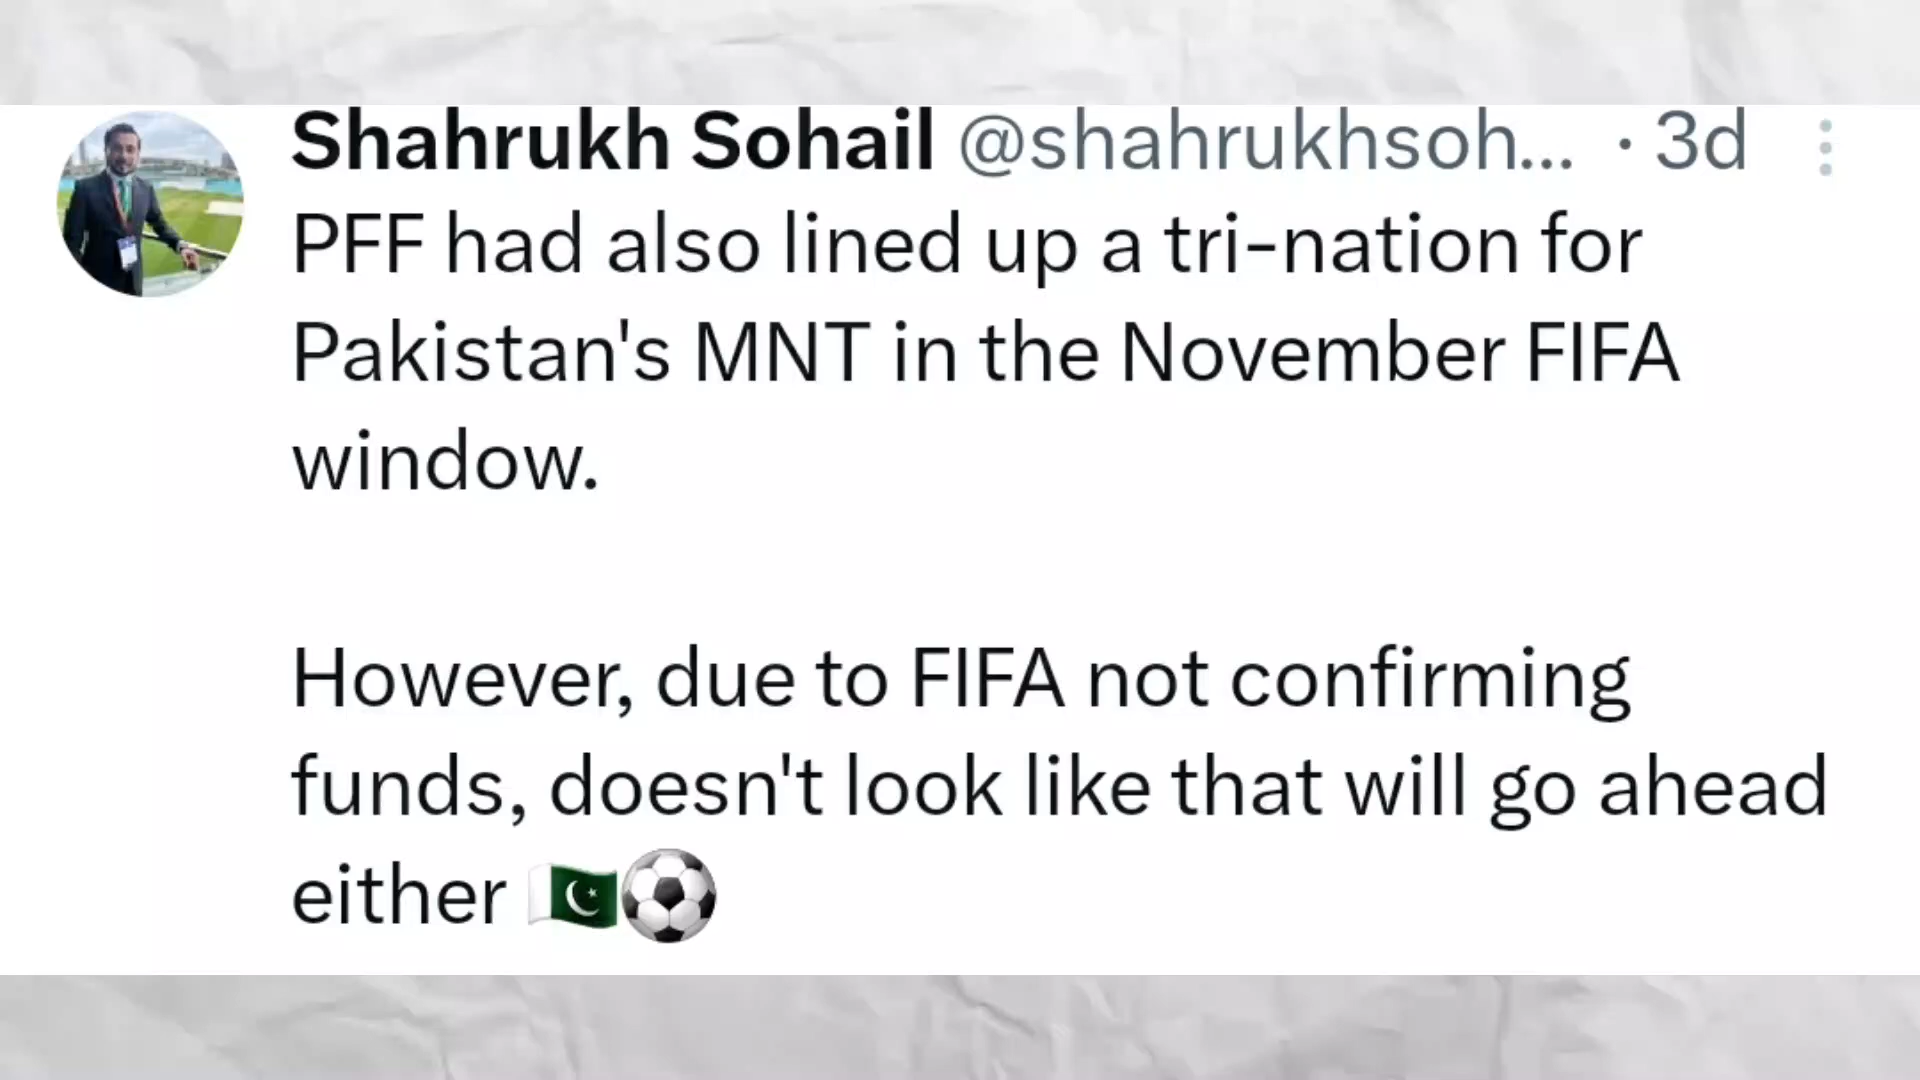 Shahrukh Sohail @shahrukhsoh... · 3d
PFF had also lined up a tri-nation for
Pakistan's MNT in the November FIFA
window.
However, due to FIFA not confirming
funds, doesn't look like that will go ahead
either 🇵🇰⚽